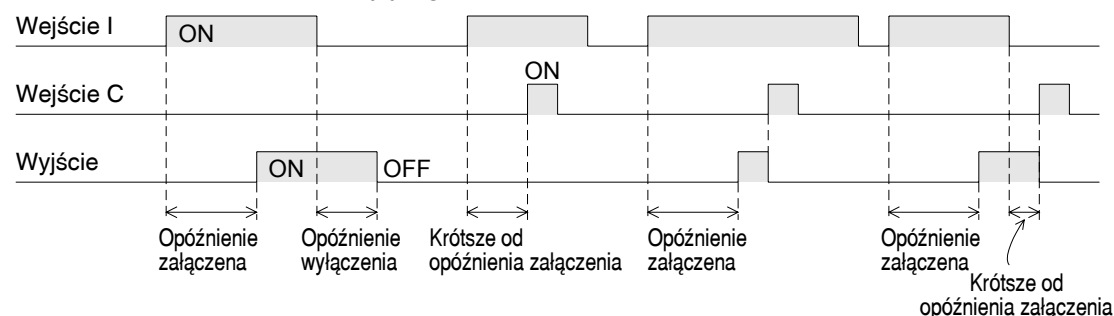 Wejście I
ON
ON
Wejście C
Wyjście
ON
OFF
Opóźnienie
załączena
Opóźnienie
wyłączenia
Krótsze od
opóźnienia załączenia
Opóźnienie
załączena
Opóźnienie
załączena
Krótsze od
opóźnienia załączenia